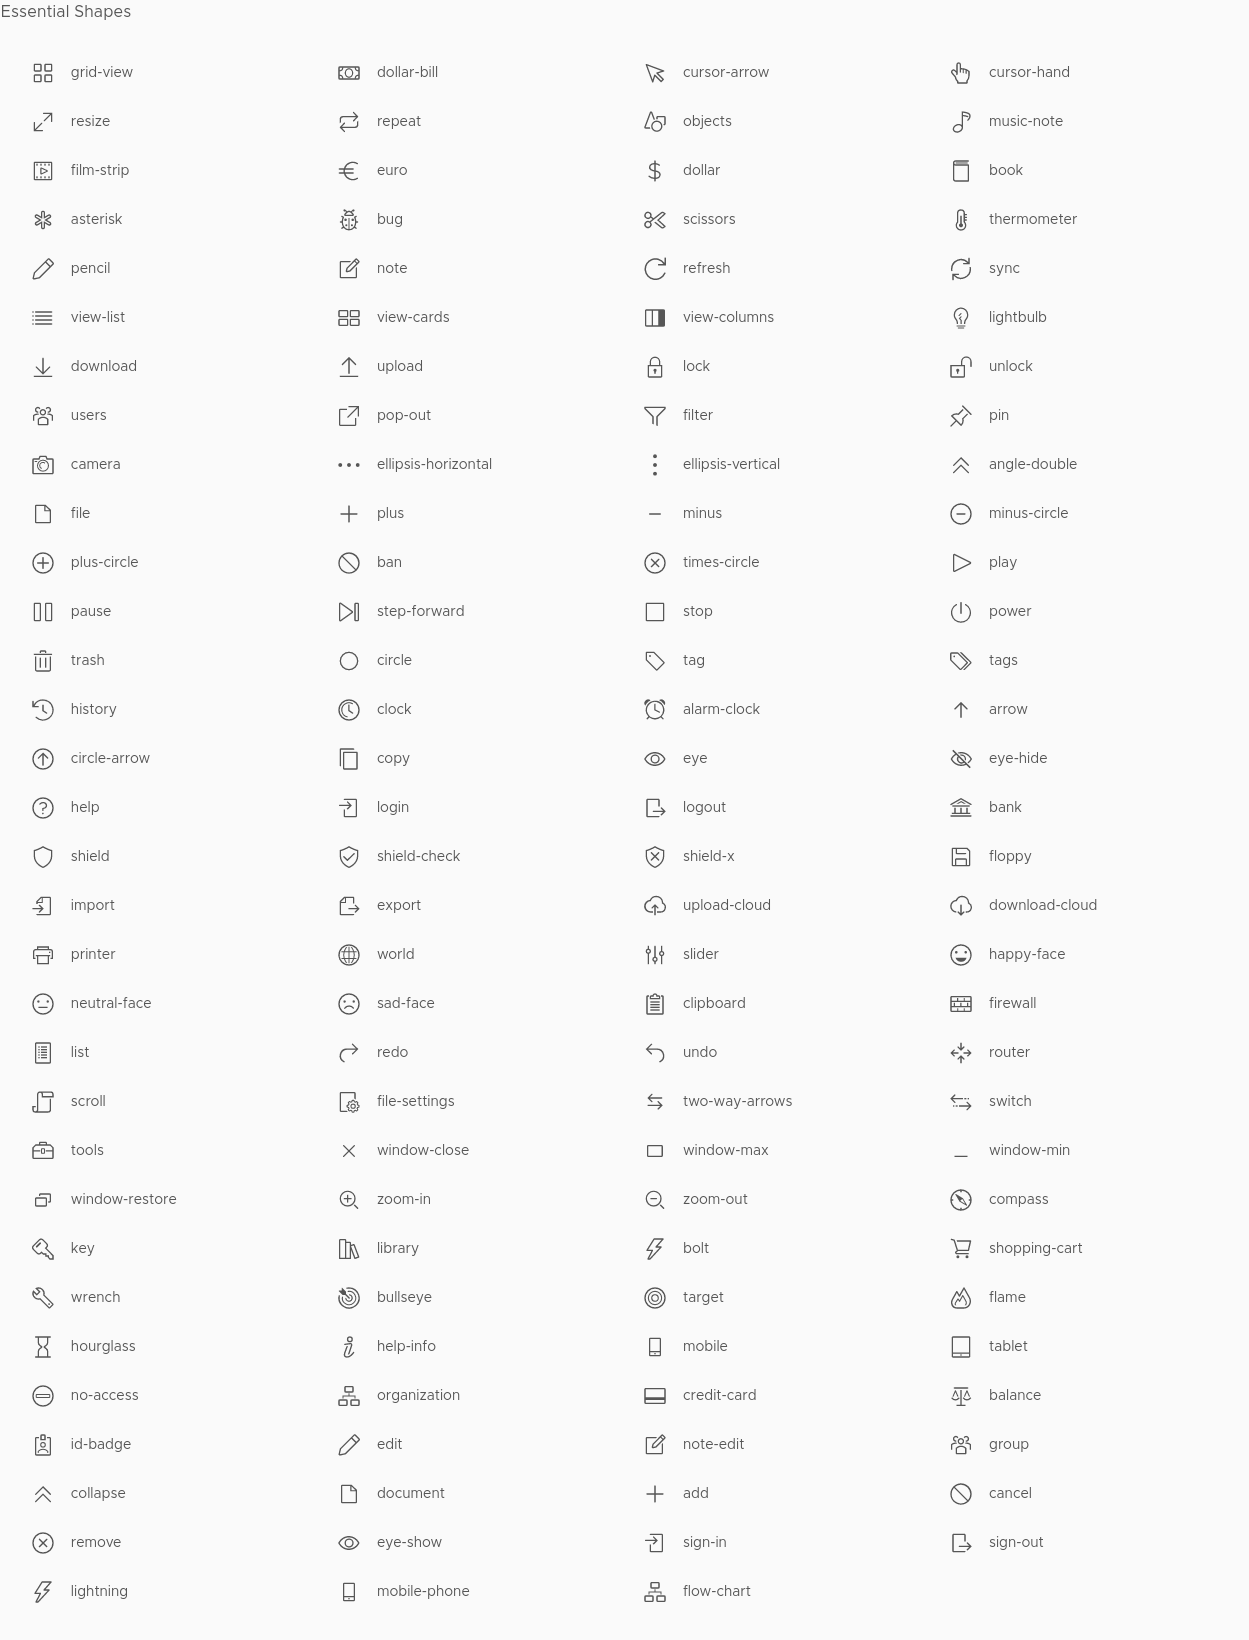 Essential Shapes
grid-view dollar-bill cursor-arrow cursor-hand
resize repeat objects music-note
film-strip euro dollar book
asterisk bug scissors thermometer
pencil note refresh sync
view-list view-cards view-columns lightbulb
download upload lock unlock
users pop-out filter pin
camera ellipsis-horizontal ellipsis-vertical angle-double
file plus minus minus-circle
plus-circle ban times-circle play
pause step-forward stop power
trash circle tag tags
history clock alarm-clock arrow
circle-arrow copy eye eye-hide
help login logout bank
shield shield-check shield-x floppy
import export upload-cloud download-cloud
printer world slider happy-face
neutral-face sad-face clipboard firewall
list redo undo router
scroll file-settings two-way-arrows switch
tools window-close window-max window-min
window-restore zoom-in zoom-out compass
key library bolt shopping-cart
wrench bullseye target flame
hourglass help-info mobile tablet
no-access organization credit-card balance
id-badge edit note-edit group
collapse document add cancel
remove eye-show sign-in sign-out
lightning mobile-phone flow-chart